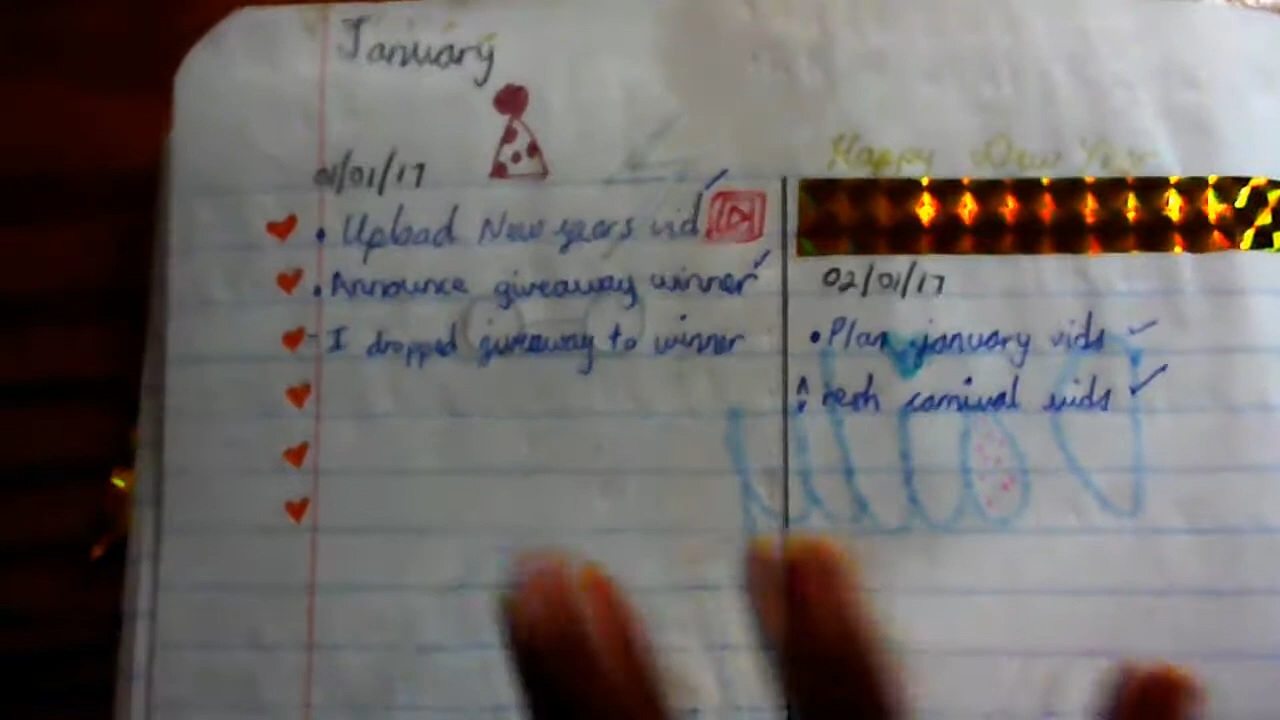 January
01/01/17
• Upload New years vid
• Announce giveaway winner
- I dropped giveaway to winner
Happy New Year
02/01/17
• Plan january vids
carnival vids